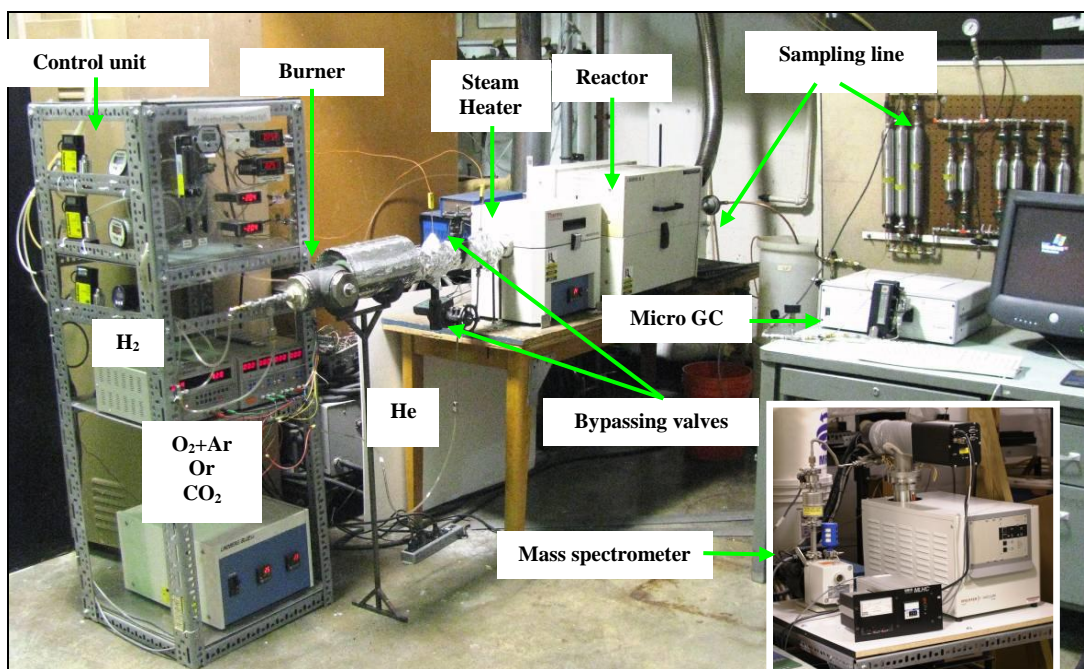 Control unit
Burner
Steam
Heater
Reactor
Sampling line
H₂
He
O₂+Ar
Or
CO₂
Micro GC
Bypassing valves
Mass spectrometer